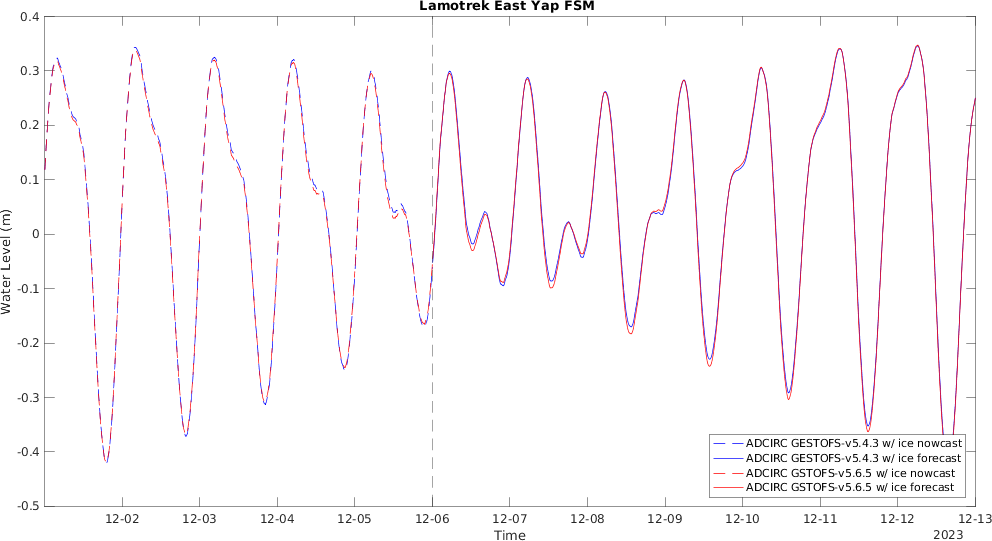 Lamotrek East Yap FSM
0.4
0.3
0.2
0.1
0
-0.1
-0.2
-0.3
-0.4
-0.5
Water Level (m)
ADCIRC GESTOFS-v5.4.3 w/ ice nowcast
ADCIRC GESTOFS-v5.4.3 w/ ice forecast
ADCIRC GSTOFS-v5.6.5 w/ ice nowcast
ADCIRC GSTOFS-v5.6.5 w/ ice forecast
12-02 12-03 12-04 12-05 12-06 12-07 12-08 12-09 12-10 12-11 12-12 12-13
Time
2023